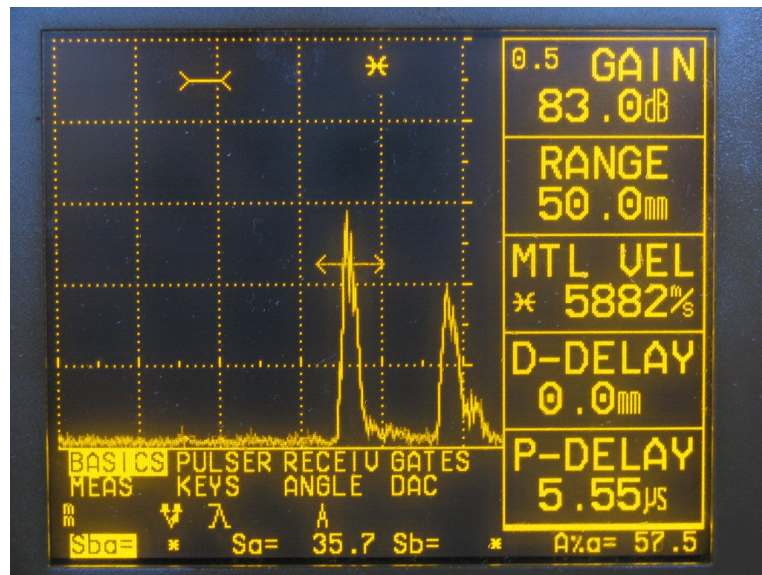 0.5 GAIN
83.0dB
RANGE
50.0mm
MTL VEL
* 5882m/s
D-DELAY
0.0mm
P-DELAY
5.55µs
BASICS PULSER RECEIV GATES
MEAS KEYS ANGLE DAC
mm
Sba= * Sa= 35.7 Sb= * A%a= 57.5